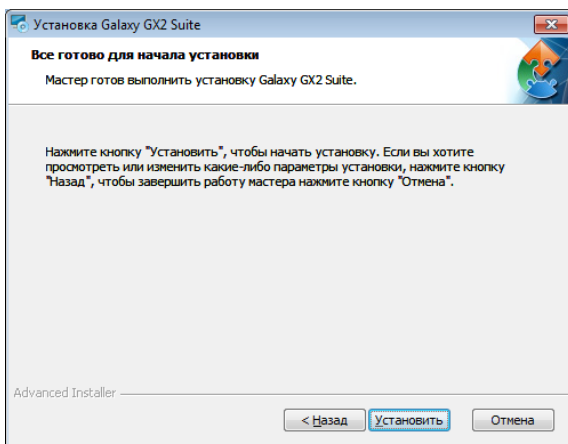 Установка Galaxy GX2 Suite
Все готово для начала установки
Мастер готов выполнить установку Galaxy GX2 Suite.
Нажмите кнопку "Установить", чтобы начать установку. Если вы хотите
просмотреть или изменить какие-либо параметры установки, нажмите кнопку
"Назад", чтобы завершить работу мастера нажмите кнопку "Отмена".
Advanced Installer
< Назад Установить Отмена